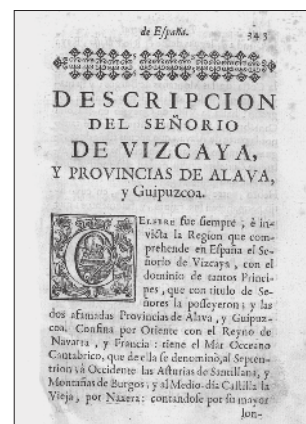 de España. 343
DESCRIPCION
DEL SEÑORIO
DE VIZCAYA,
Y PROVINCIAS DE ALAVA,
y Guipuzcoa.
CELEBRE fue siempre, è in-
victa la Region que com-
prehende en España el Se-
ñorio de Vizcaya, con el
dominio de tantos Princi-
pes, que con titulo de Se-
ñores la posseyeron; y las
dos afamadas Provincias de Alava, y Guipuz-
coa. Confina por Oriente con el Reyno de
Navarra, y Francia: tiene el Mar Occeano
Cantabrico, que de ella se denominò, al Septen-
trion; à Occidente las Asturias de Santillana, y
Montañas de Burgos; y al Medio-dia Castilla la
Vieja, por Naxera: contandose por su mayor
lon-